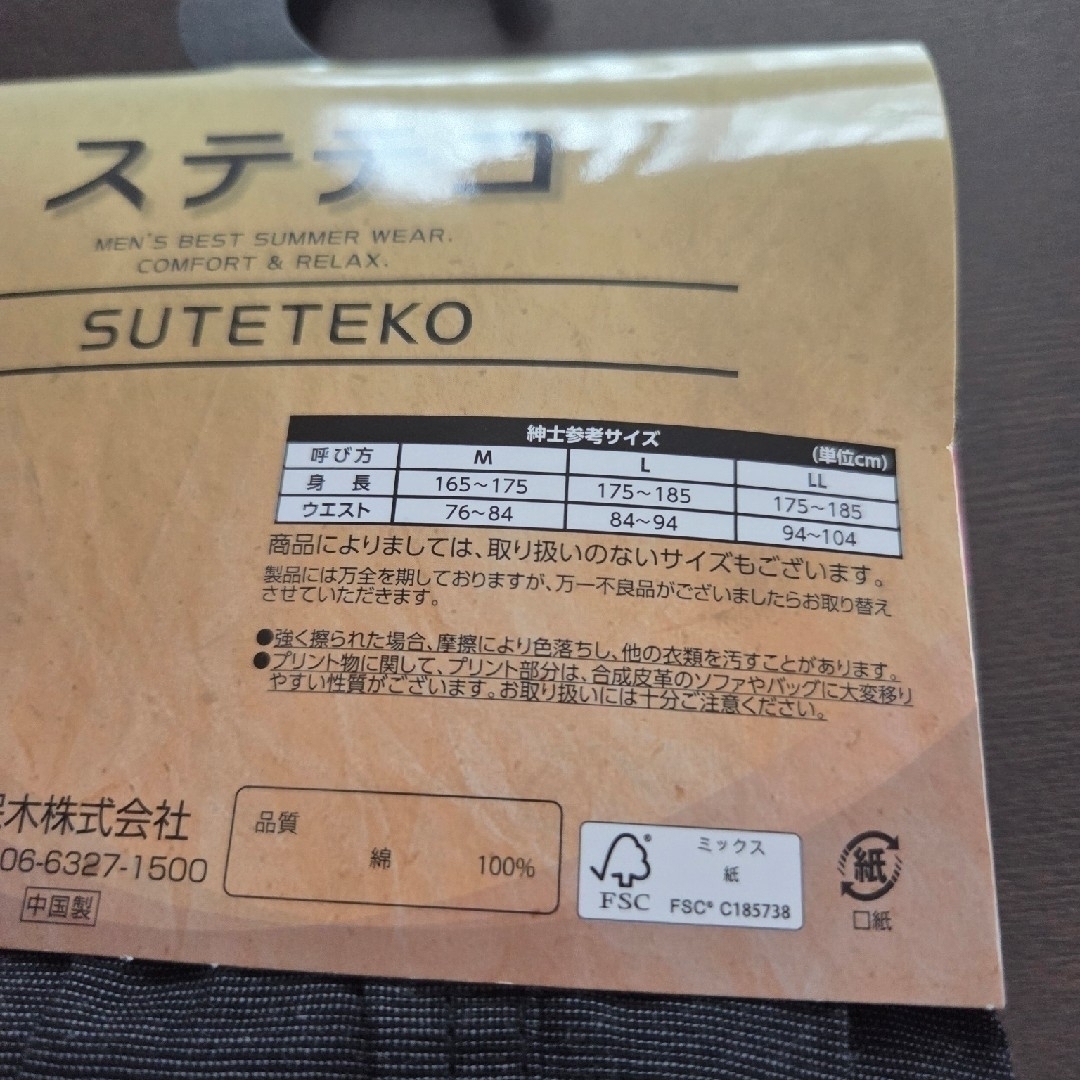 ステテコ
MEN'S BEST SUMMER WEAR.
COMFORT & RELAX.
SUTETEKO
紳士参考サイズ (単位cm)
呼び方 M L LL
身長 165~175 175~185 175~185
ウエスト 76~84 84~94 94~104
商品によりましては、取り扱いのないサイズもございます。
製品には万全を期しておりますが、万一不良品がございましたらお取り替え
させていただきます。
●強く擦られた場合、摩擦により色落ちし、他の衣類を汚すことがあります。
●プリント物に関して、プリント部分は、合成皮革のソファやバッグに大変移り
やすい性質がございます。お取り扱いには十分ご注意ください。
木株式会社
06-6327-1500
中国製
品質
綿 100%
FSC®
ミックス
紙
FSC® C185738
紙
口紙